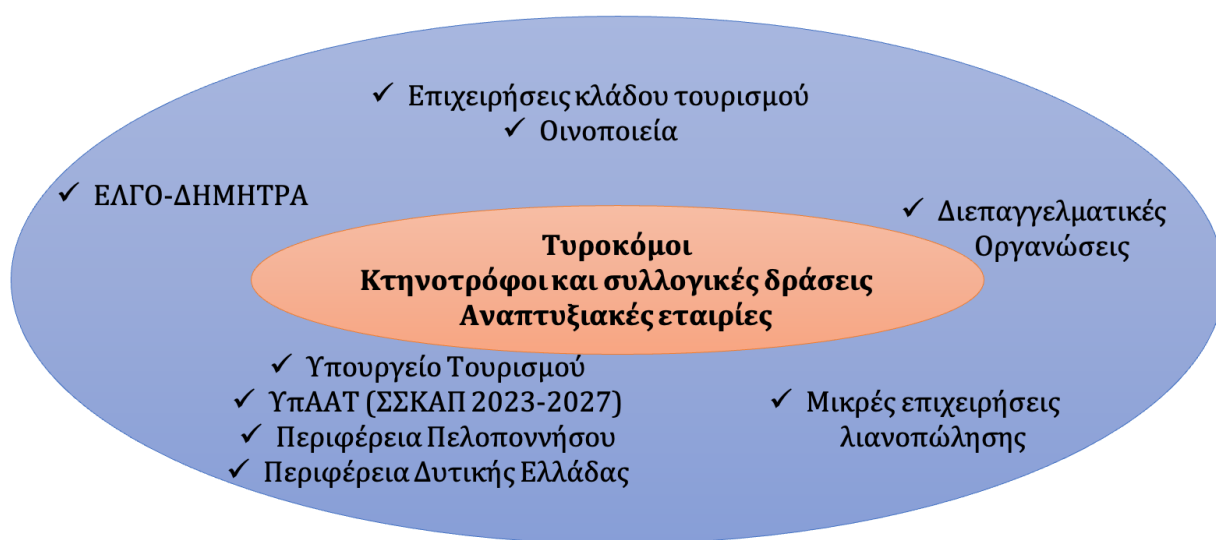 ✓ Επιχειρήσεις κλάδου τουρισμού
✓ Οινοποιεία
✓ ΕΛΓΟ-ΔΗΜΗΤΡΑ
✓ Διεπαγγελματικές
Οργανώσεις
Τυροκόμοι
Κτηνοτρόφοι και συλλογικές δράσεις
Αναπτυξιακές εταιρίες
✓ Υπουργείο Τουρισμού
✓ ΥπΑΑΤ (ΣΣΚΑΠ 2023-2027)
✓ Περιφέρεια Πελοποννήσου
✓ Περιφέρεια Δυτικής Ελλάδας
✓ Μικρές επιχειρήσεις
λιανοπώλησης